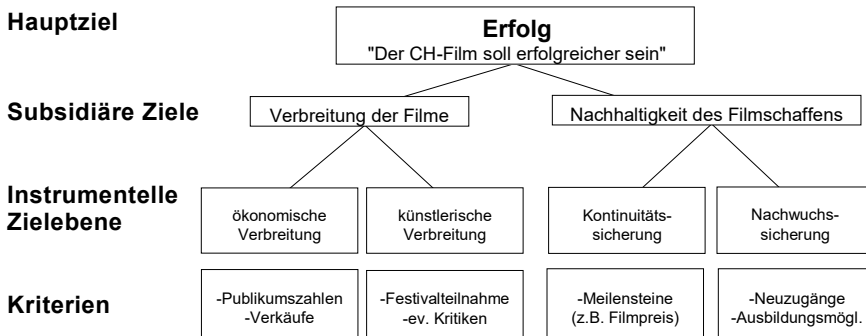 Hauptziel
Erfolg
"Der CH-Film soll erfolgreicher sein"
Subsidiäre Ziele
Verbreitung der Filme
Nachhaltigkeit des Filmschaffens
Instrumentelle
Zielebene
ökonomische
Verbreitung
künstlerische
Verbreitung
Kontinuitäts-
sicherung
Nachwuchs-
sicherung
Kriterien
-Publikumszahlen
-Verkäufe
-Festivalteilnahme
-ev. Kritiken
-Meilensteine
(z.B. Filmpreis)
-Neuzugänge
-Ausbildungsmögl.